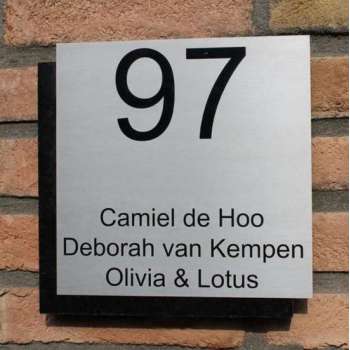 97
Camiel de Hoo
Deborah van Kempen
Olivia & Lotus